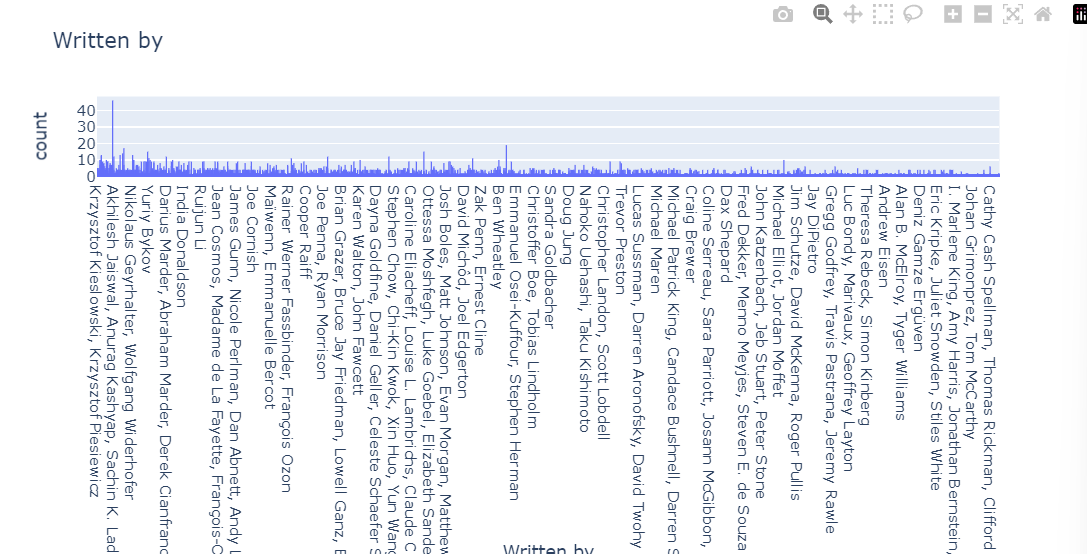 Written by
count
40
30
20
10
0
Krzysztof Kieslowski, Krzysztof Piesiewicz
Akhilesh Jaiswal, Anurag Kashyap, Sachin K. Lad
Nikolaus Geyrhalter, Wolfgang Widerhofer
Yuriy Bykov
Darius Marder, Abraham Marder, Derek Cianfranc
India Donaldson
Ruijun Li
Jean Cosmos, Madame de La Fayette, François-C
James Gunn, Nicole Perlman, Dan Abnett, Andy L
Joe Cornish
Maïwenn, Emmanuelle Bercot
Rainer Werner Fassbinder, François Ozon
Cooper Raiff
Joe Penna, Ryan Morrison
Brian Grazer, Bruce Jay Friedman, Lowell Ganz, B
Karen Walton, John Fawcett
Dayna Goldfine, Daniel Geller, Celeste Schaefer S
Stephen Chow, Chi-Kin Kwok, Xin Huo, Yun Wang
Caroline Eliacheff, Louise L. Lambrichs, Claude C
Ottessa Moshfegh, Luke Goebel, Elizabeth Sande
Josh Boles, Matt Johnson, Evan Morgan, Matthew
David Michôd, Joel Edgerton
Zak Penn, Ernest Cline
Ben Wheatley
Emmanuel Osei-Kuffour, Stephen Herman
Christoffer Boe, Tobias Lindholm
Sandra Goldbacher
Doug Jung
Nahoko Uehashi, Taku Kishimoto
Christopher Landon, Scott Lobdell
Trevor Preston
Lucas Sussman, Darren Aronofsky, David Twohy
Michael Maren
Michael Patrick King, Candace Bushnell, Darren S
Craig Brewer
Coline Serreau, Sara Parriott, Josann McGibbon,
Dax Shepard
Fred Dekker, Menno Meyjes, Steven E. de Souza
John Katzenbach, Jeb Stuart, Peter Stone
Michael Elliot, Jordan Moffet
Jim Schutze, David McKenna, Roger Pullis
Jay DiPietro
Gregg Godfrey, Travis Pastrana, Jeremy Rawle
Luc Bondy, Marivaux, Geoffrey Layton
Theresa Rebeck, Simon Kinberg
Andrew Eisen
Alan B. McElroy, Tyger Williams
Deniz Gamze Ergüven
Eric Kripke, Juliet Snowden, Stiles White
I. Marlene King, Amy Harris, Jonathan Bernstein,
Johan Grimonprez, Tom McCarthy
Cathy Cash Spellman, Thomas Rickman, Clifford
Written by